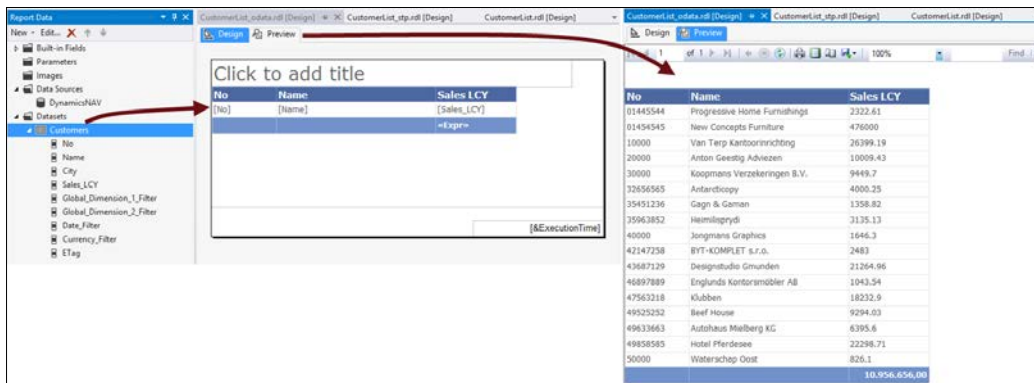 Report Data
New - Edit...
Built-in Fields
Parameters
Images
Data Sources
DynamicsNAV
Datasets
Customers
No
Name
City
Sales_LCY
Global_Dimension_1_Filter
Global_Dimension_2_Filter
Date_Filter
Currency_Filter
ETag
CustomerList_odata.rdl [Design] CustomerList_stp.rdl [Design] CustomerList.rdl [Design]
Design Preview
Click to add title
No Name Sales LCY
[No] [Name] [Sales_LCY]
«Expr»
[&ExecutionTime]
CustomerList_odata.rdl [Design] CustomerList_stp.rdl [Design] CustomerList.rdl [Design]
Design Preview
1 of 1 100% Find
No Name Sales LCY
01445544 Progressive Home Furnishings 2322.61
01454545 New Concepts Furniture 476000
10000 Van Terp Kantoorinrichting 26399.19
20000 Anton Geestig Adviezen 10009.43
30000 Koopmans Verzekeringen B.V. 9449.7
32656565 Antarcticopy 4000.25
35451236 Gagn & Gaman 1358.82
35963852 Heimilisprydi 3135.13
40000 Jongmans Graphics 1646.3
42147258 BYT-KOMPLET s.r.o. 2483
43687129 Designstudio Gmunden 21264.96
46897889 Englunds Kontorsmöbler AB 1043.54
47563218 Klubben 18232.9
49525252 Beef House 9294.03
49633663 Autohaus Mielberg KG 6395.6
49858585 Hotel Pferdesee 22298.71
50000 Waterschap Oost 826.1
10.956.656,00